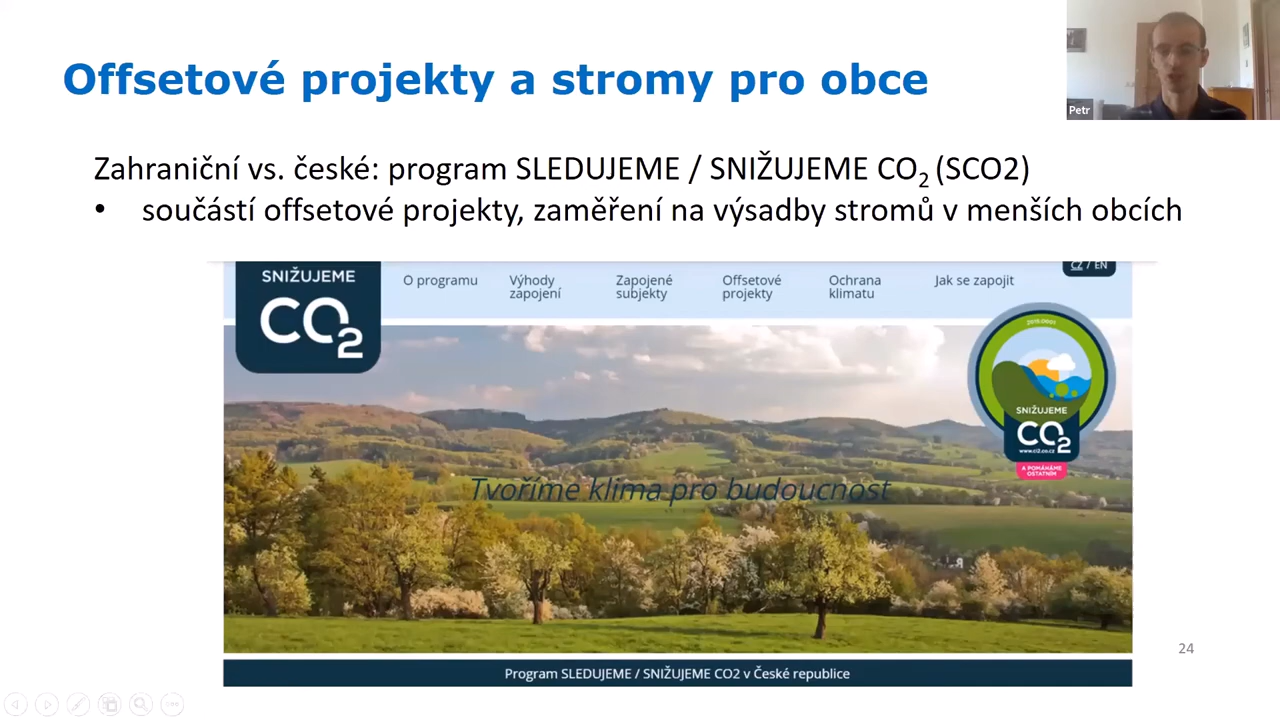 Offsetové projekty a stromy pro obce
Petr
Zahraniční vs. české: program SLEDUJEME / SNIŽUJEME CO₂ (SCO2)
• součástí offsetové projekty, zaměření na výsadby stromů v menších obcích
SNIŽUJEME
CO₂
O programu
Výhody
zapojení
Zapojené
subjekty
Offsetové
projekty
Ochrana
klimatu
Jak se zapojit
CZ / EN
SNIŽUJEME
CO₂
www.ci2.co.cz
A POMÁHÁME
OSTATNÍM
Tvoříme klima pro budoucnost
24
Program SLEDUJEME / SNIŽUJEME CO2 v České republice